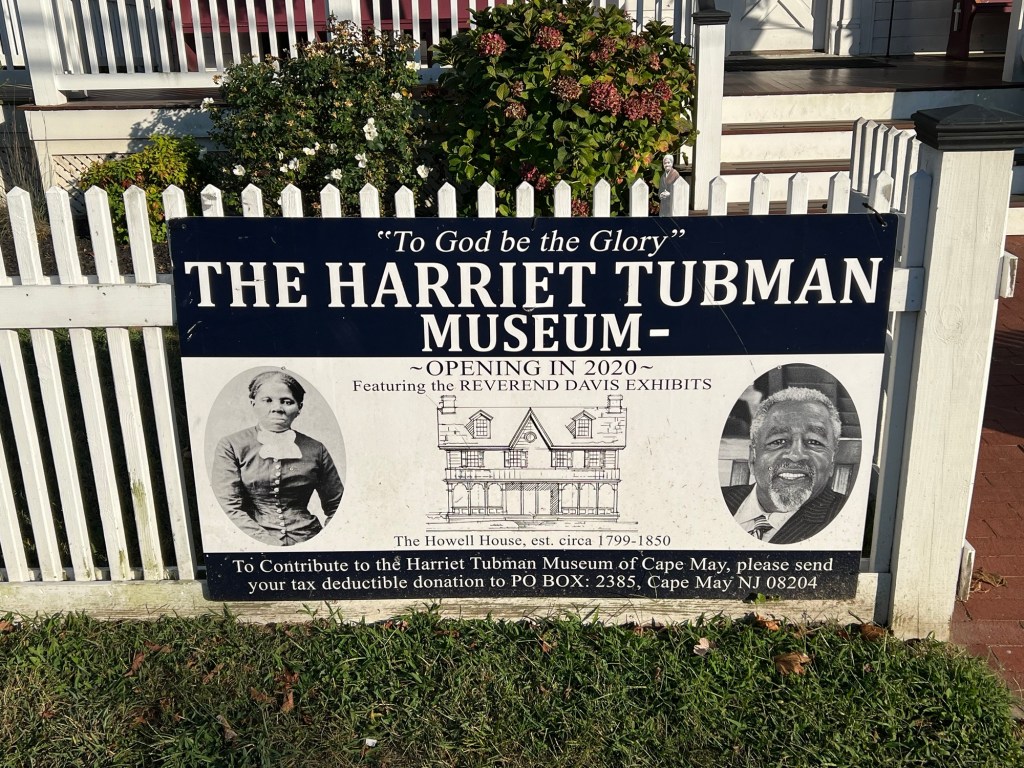 “To God be the Glory”
THE HARRIET TUBMAN
MUSEUM-
~OPENING IN 2020~
Featuring the REVEREND DAVIS EXHIBITS
The Howell House, est. circa 1799-1850
To Contribute to the Harriet Tubman Museum of Cape May, please send
your tax deductible donation to PO BOX: 2385, Cape May NJ 08204